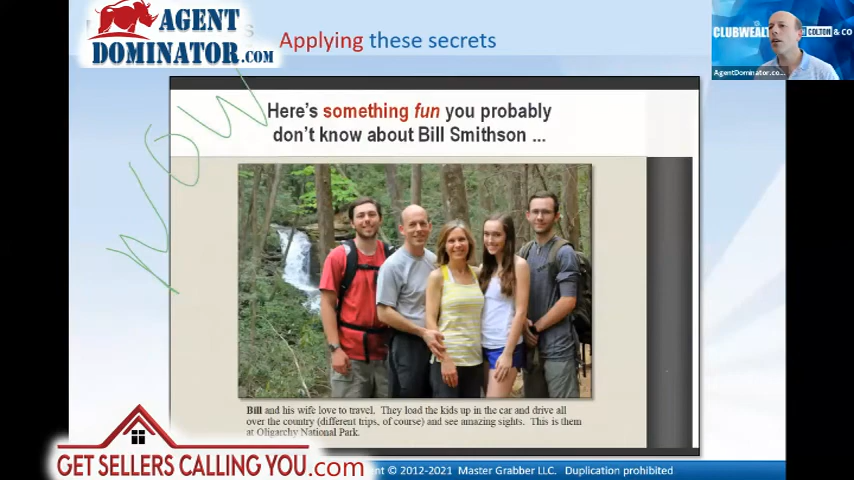 AGENT
DOMINATOR.com
Applying these secrets
CLUBWEALTH
COLTON & CO
AgentDominator.co...
NOW
Here's something fun you probably
don't know about Bill Smithson ...
Bill and his wife love to travel. They load the kids up in the car and drive all
over the country (different trips, of course) and see amazing sights. This is them
at Oligarchy National Park.
GET SELLERS CALLING YOU.com
© 2012-2021 Master Grabber LLC. Duplication prohibited